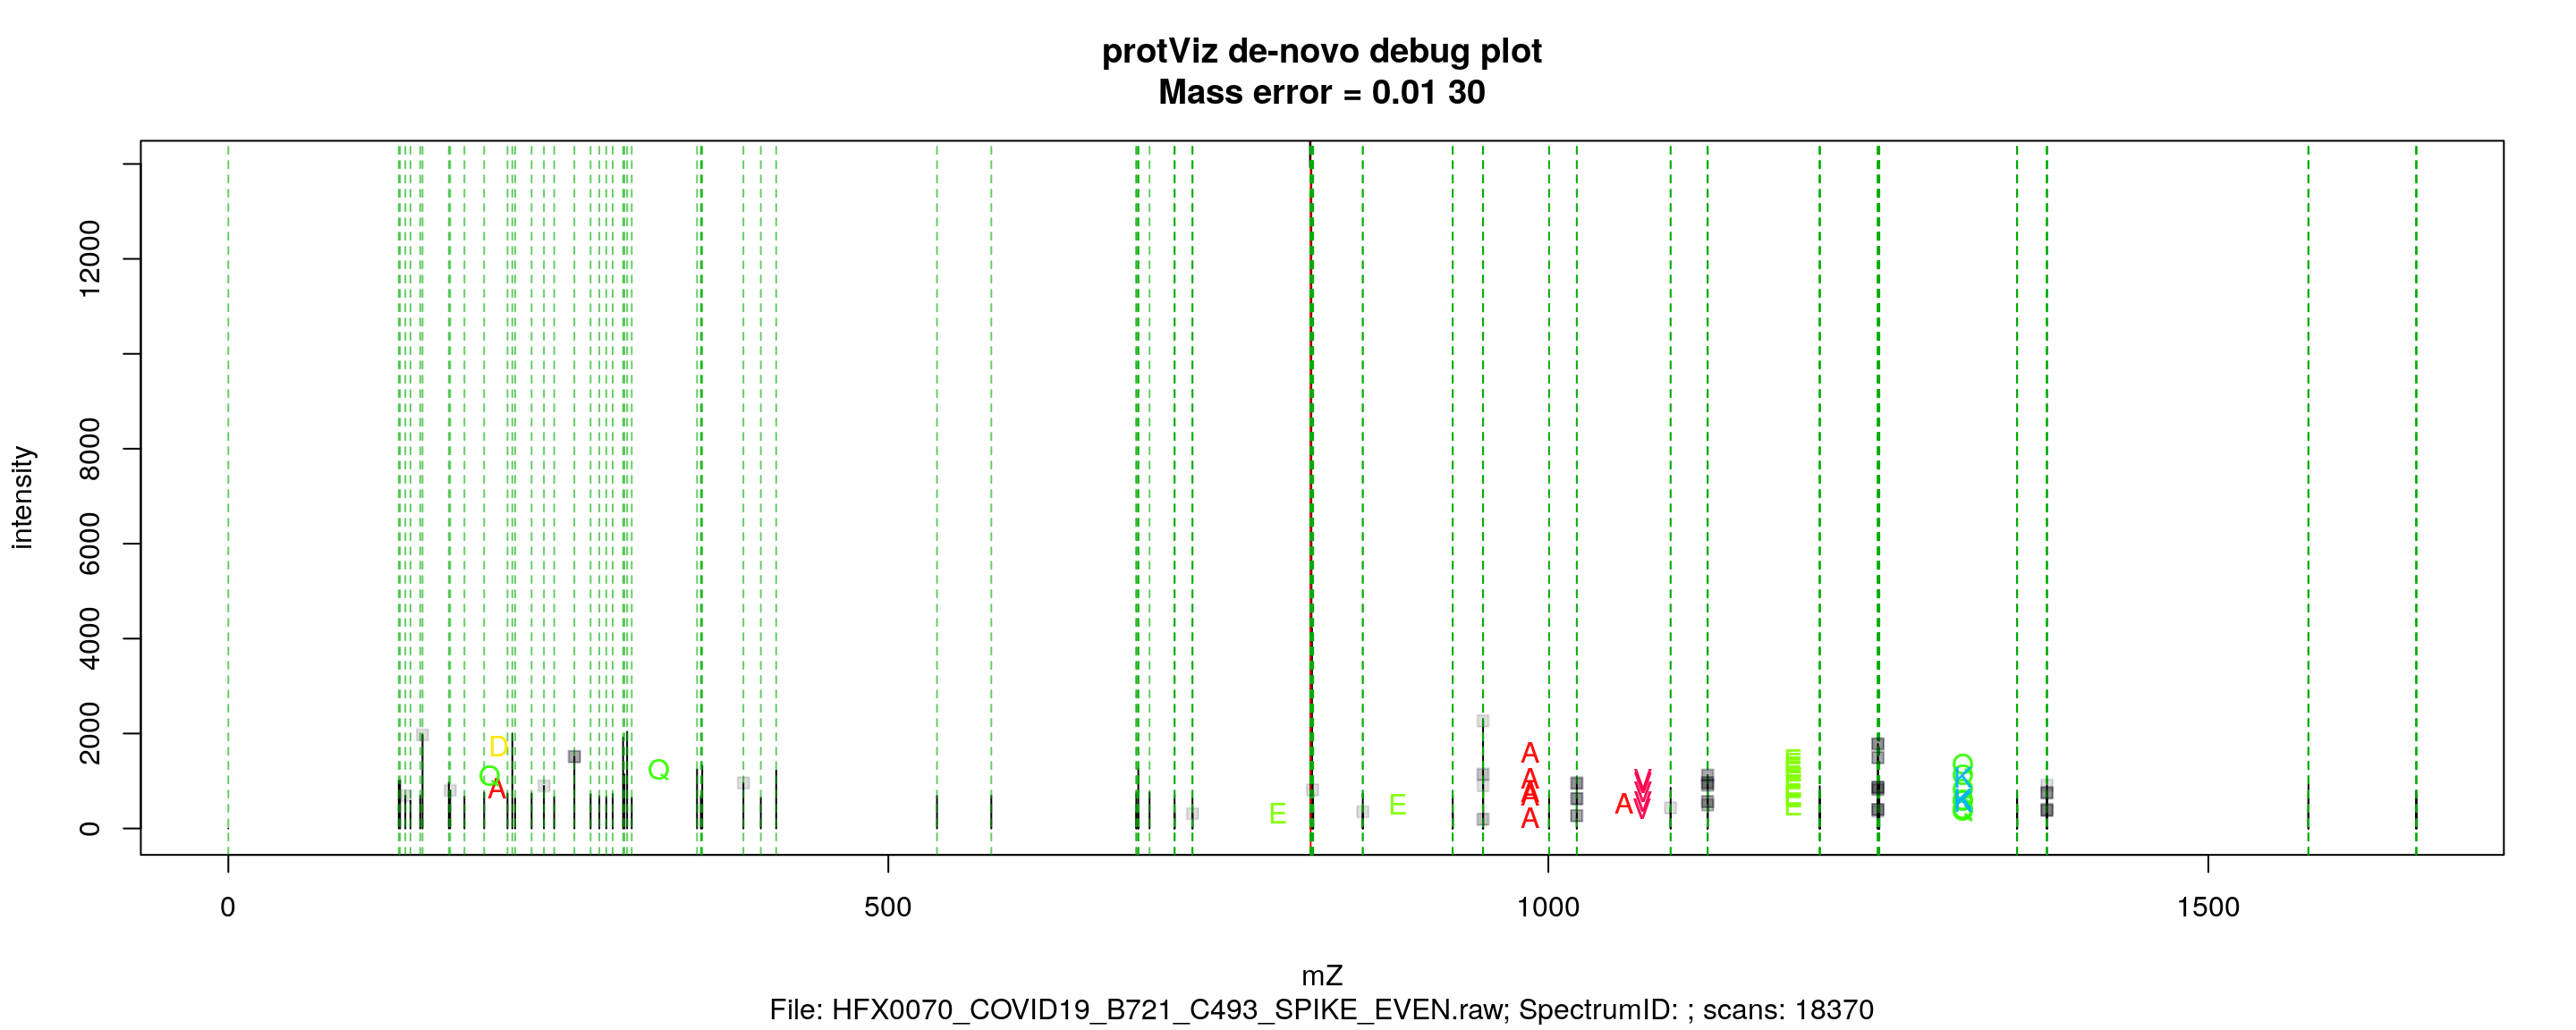 protViz de-novo debug plot
Mass error = 0.01 30
intensity
12000
8000
6000
4000
2000
0
D
Q
A
Q
E
E
A
A
A
A
A
A
V
V
V
E
E
Q
Q
K
Q
K
Q
0 500 1000 1500
mZ
File: HFX0070_COVID19_B721_C493_SPIKE_EVEN.raw; SpectrumID: ; scans: 18370